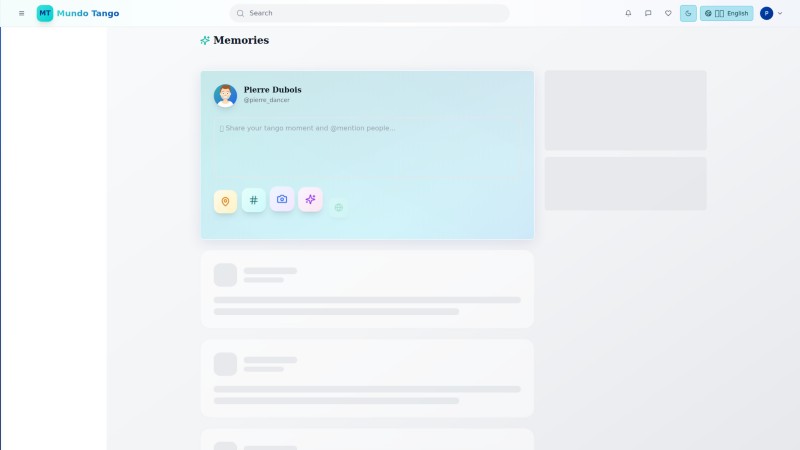 MT Mundo Tango
Search
English
P
Memories
Pierre Dubois
@pierre_dancer
Share your tango moment and @mention people...